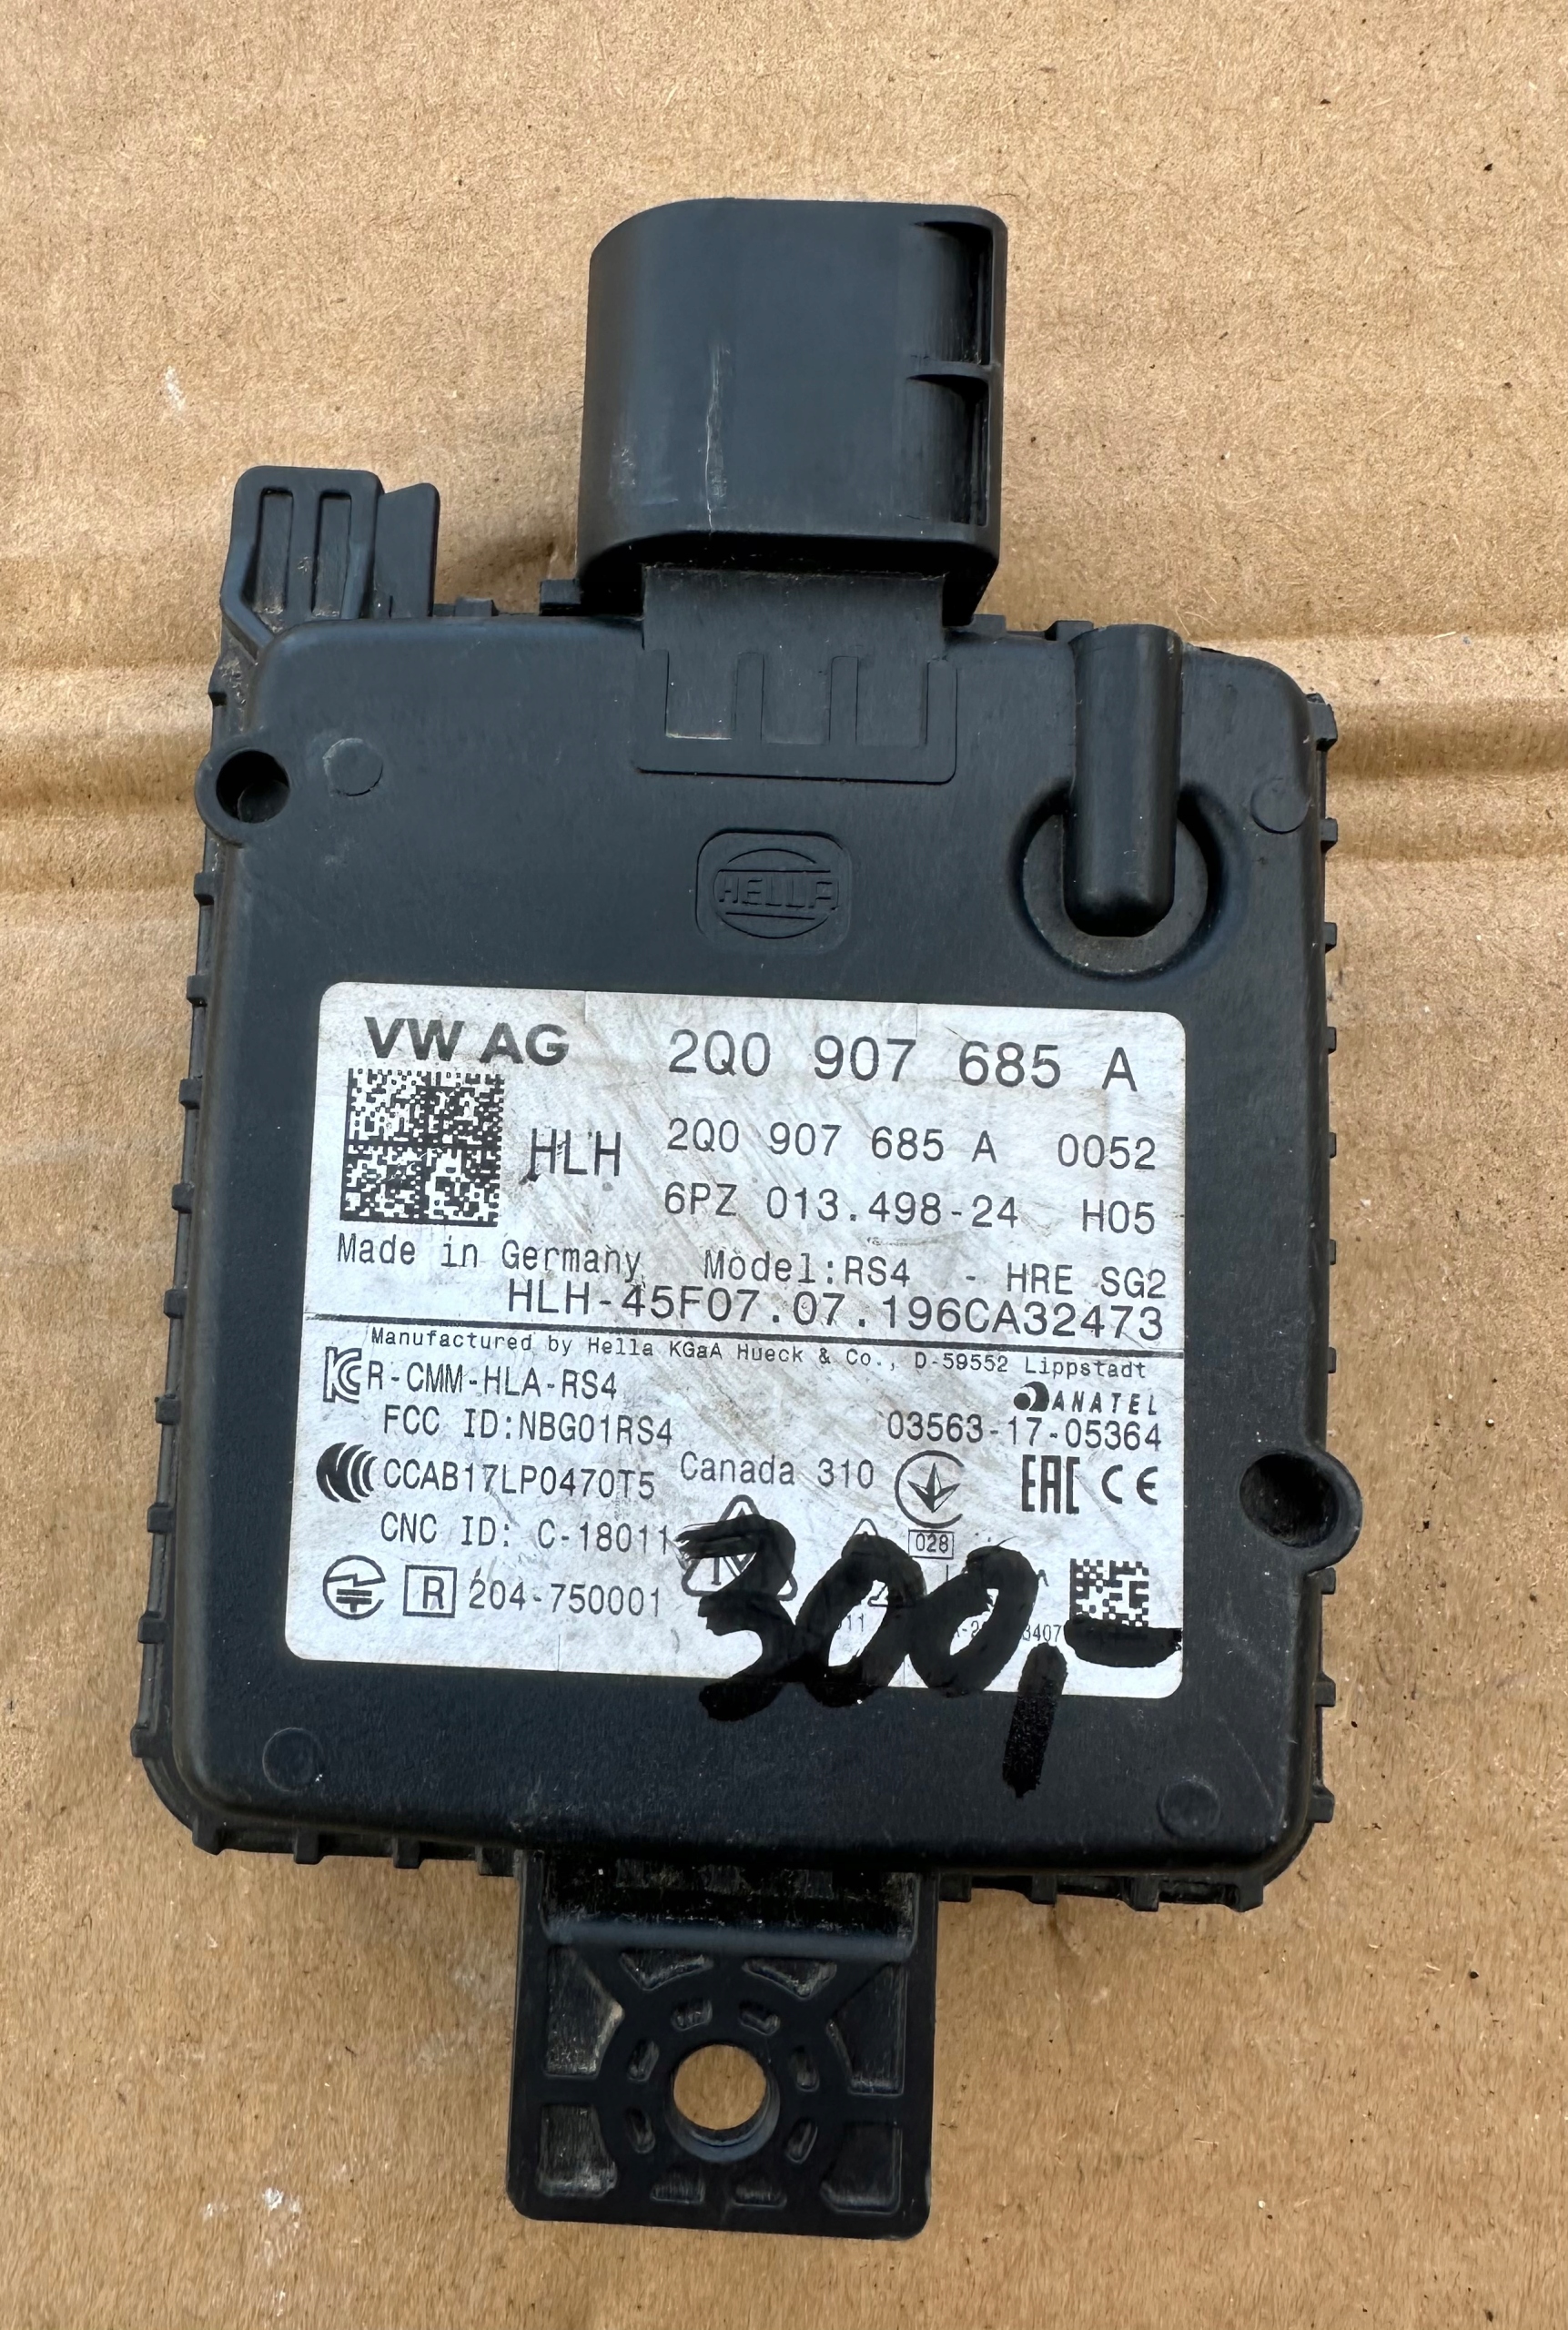 HELLA
VW AG 2Q0 907 685 A
HLH 2Q0 907 685 A 0052
6PZ 013.498-24 H05
Made in Germany Model:RS4 - HRE SG2
HLH-45F07.07.196CA32473
Manufactured by Hella KGaA Hueck & Co., D-59552 Lippstadt
R-CMM-HLA-RS4 ANATEL
FCC ID:NBG01RS4 03563-17-05364
CCAB17LP0470T5 Canada 310 EAC CE
CNC ID: C-18011 028
R 204-750001
300,-